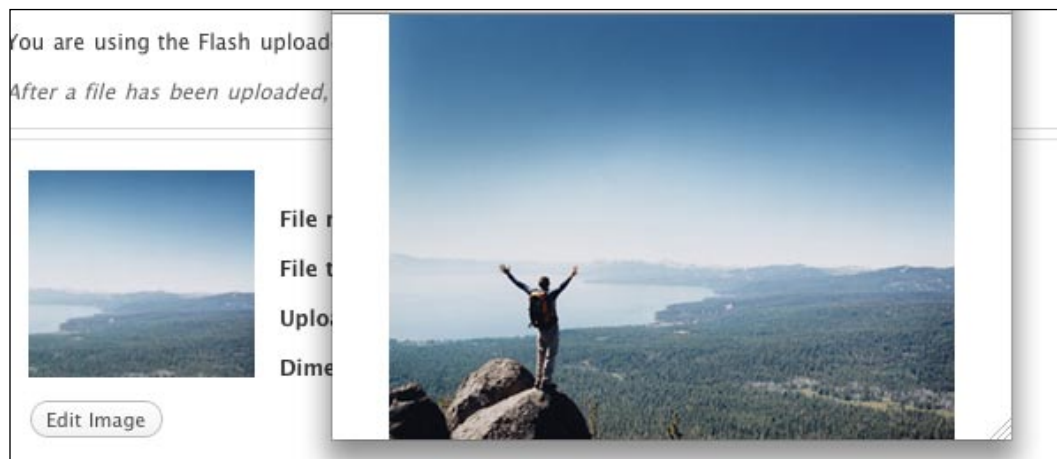 You are using the Flash upload
After a file has been uploaded,
File
File t
Uplo
Dime
Edit Image